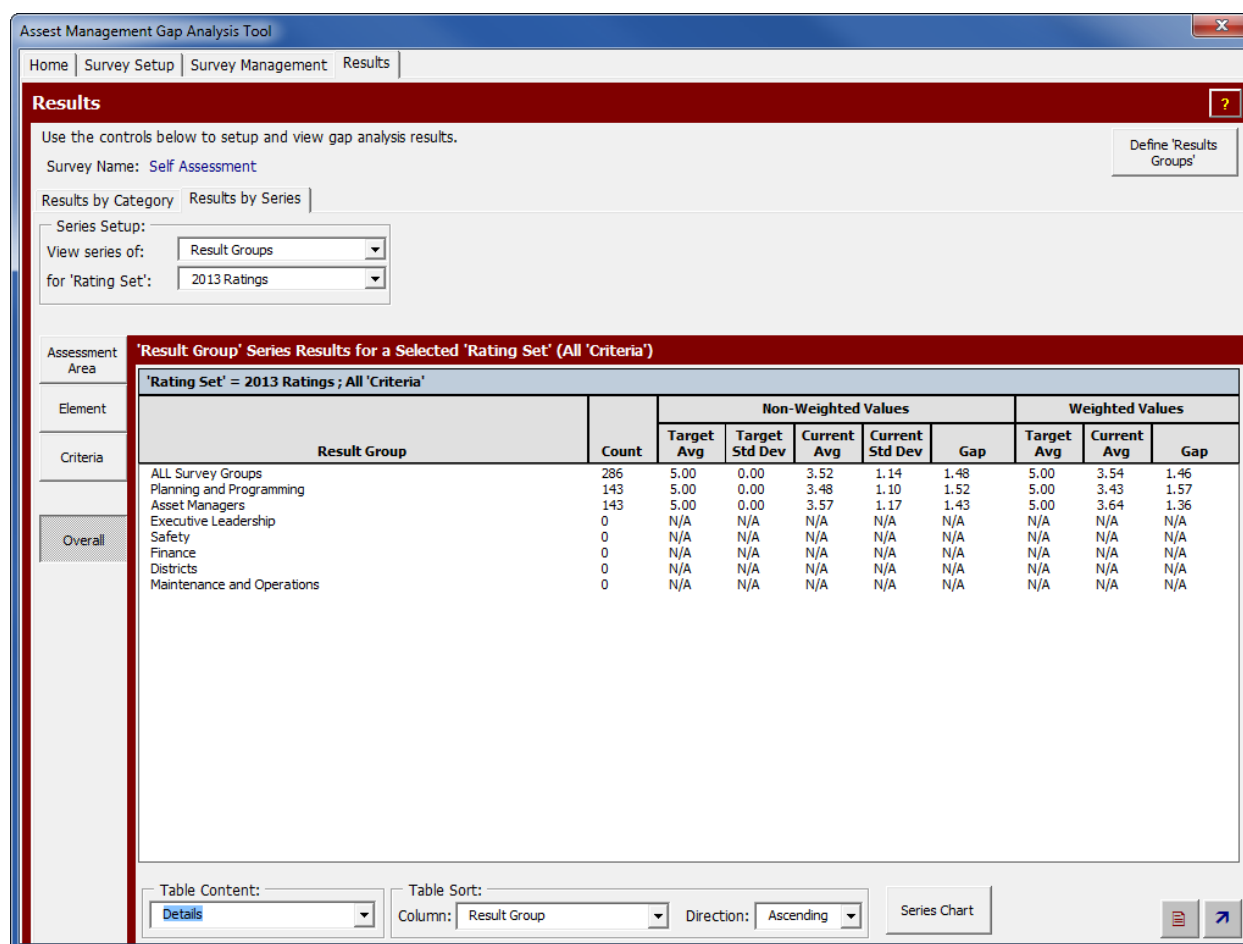 Assest Management Gap Analysis Tool
Home Survey Setup Survey Management Results
Results
?
Use the controls below to setup and view gap analysis results.
Define 'Results Groups'
Survey Name: Self Assessment
Results by Category Results by Series
Series Setup:
View series of: Result Groups
for 'Rating Set': 2013 Ratings
Assessment Area
Element
Criteria
Overall
'Result Group' Series Results for a Selected 'Rating Set' (All 'Criteria')
'Rating Set' = 2013 Ratings ; All 'Criteria'
Non-Weighted Values Weighted Values
Result Group Count Target Avg Target Std Dev Current Avg Current Std Dev Gap Target Avg Current Avg Gap
ALL Survey Groups 286 5.00 0.00 3.52 1.14 1.48 5.00 3.54 1.46
Planning and Programming 143 5.00 0.00 3.48 1.10 1.52 5.00 3.43 1.57
Asset Managers 143 5.00 0.00 3.57 1.17 1.43 5.00 3.64 1.36
Executive Leadership 0 N/A N/A N/A N/A N/A N/A N/A N/A
Safety 0 N/A N/A N/A N/A N/A N/A N/A N/A
Finance 0 N/A N/A N/A N/A N/A N/A N/A N/A
Districts 0 N/A N/A N/A N/A N/A N/A N/A N/A
Maintenance and Operations 0 N/A N/A N/A N/A N/A N/A N/A N/A
Table Content:
Details
Table Sort:
Column: Result Group Direction: Ascending
Series Chart